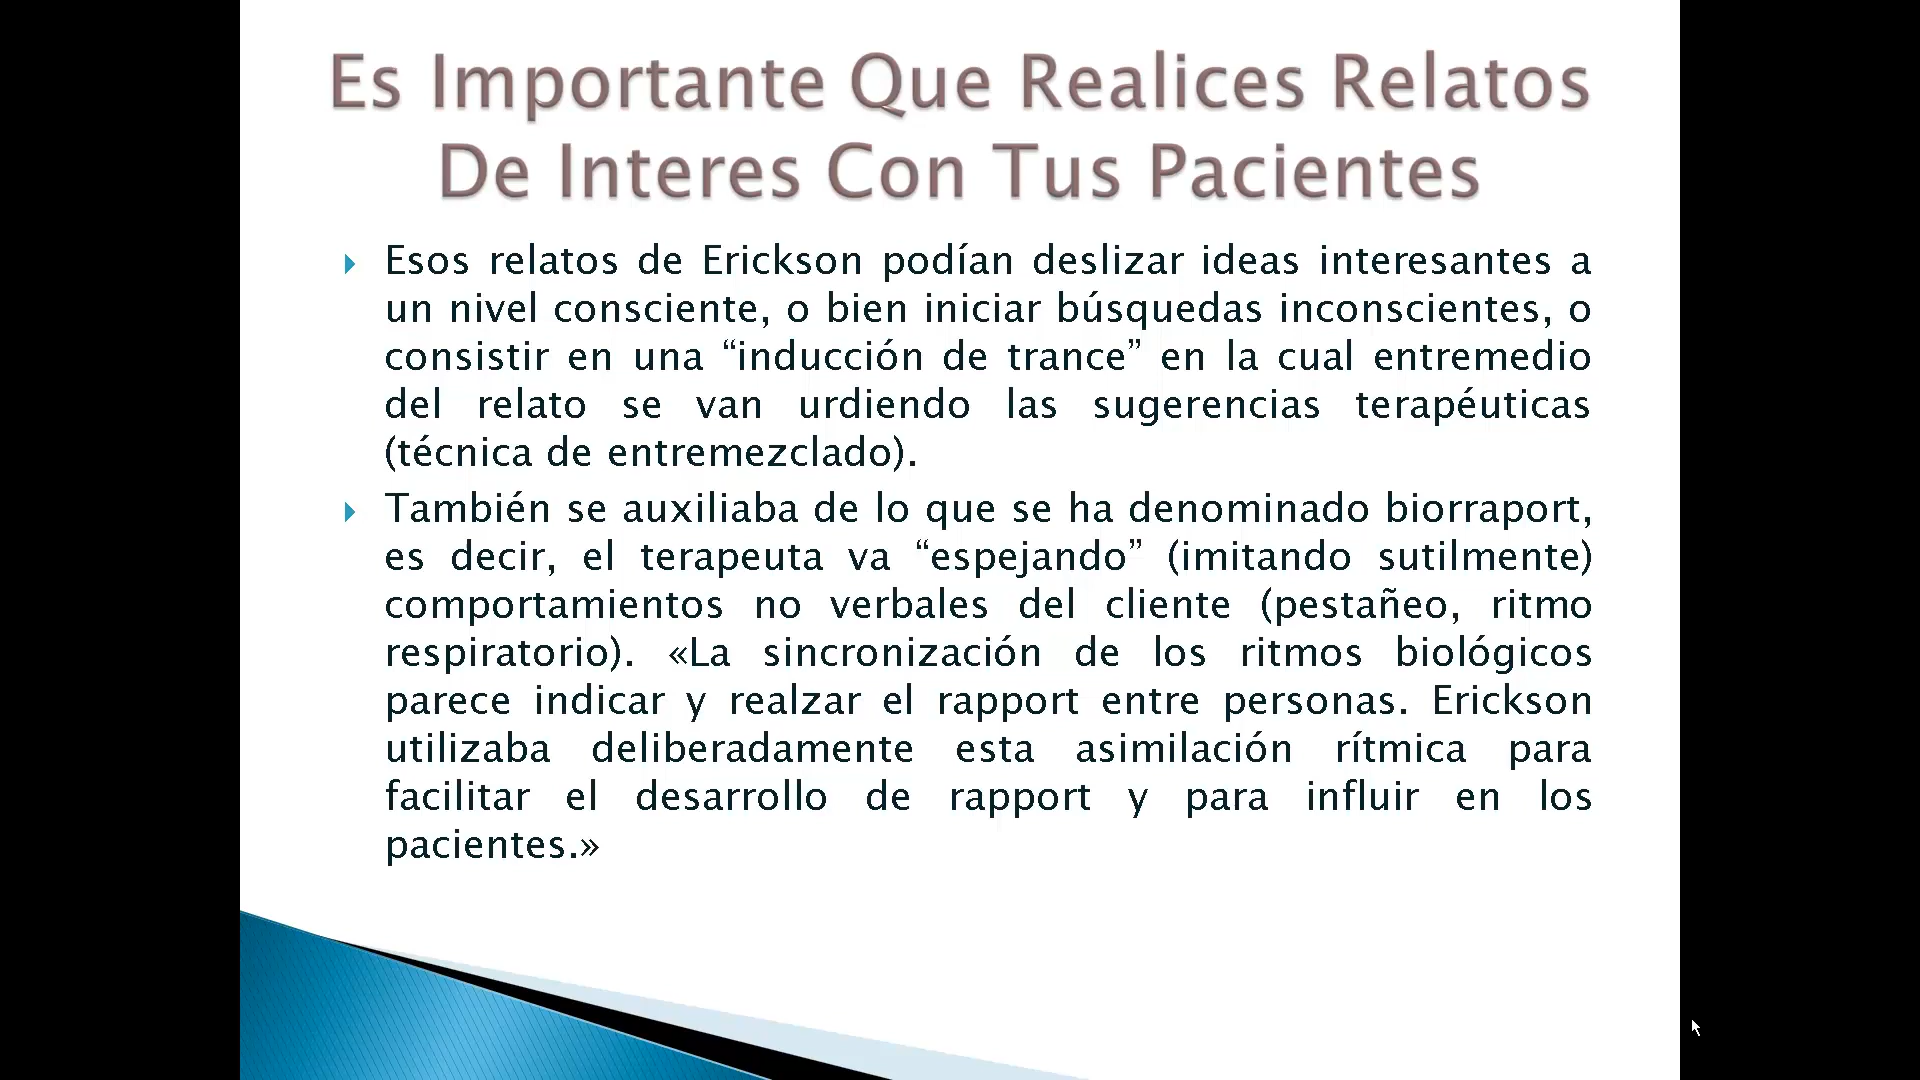 Es Importante Que Realices Relatos
De Interes Con Tus Pacientes
Esos relatos de Erickson podían deslizar ideas interesantes a
un nivel consciente, o bien iniciar búsquedas inconscientes, o
consistir en una “inducción de trance” en la cual entremedio
del relato se van urdiendo las sugerencias terapéuticas
(técnica de entremezclado).
También se auxiliaba de lo que se ha denominado biorraport,
es decir, el terapeuta va “espejando” (imitando sutilmente)
comportamientos no verbales del cliente (pestañeo, ritmo
respiratorio). «La sincronización de los ritmos biológicos
parece indicar y realzar el rapport entre personas. Erickson
utilizaba deliberadamente esta asimilación rítmica para
facilitar el desarrollo de rapport y para influir en los
pacientes.»